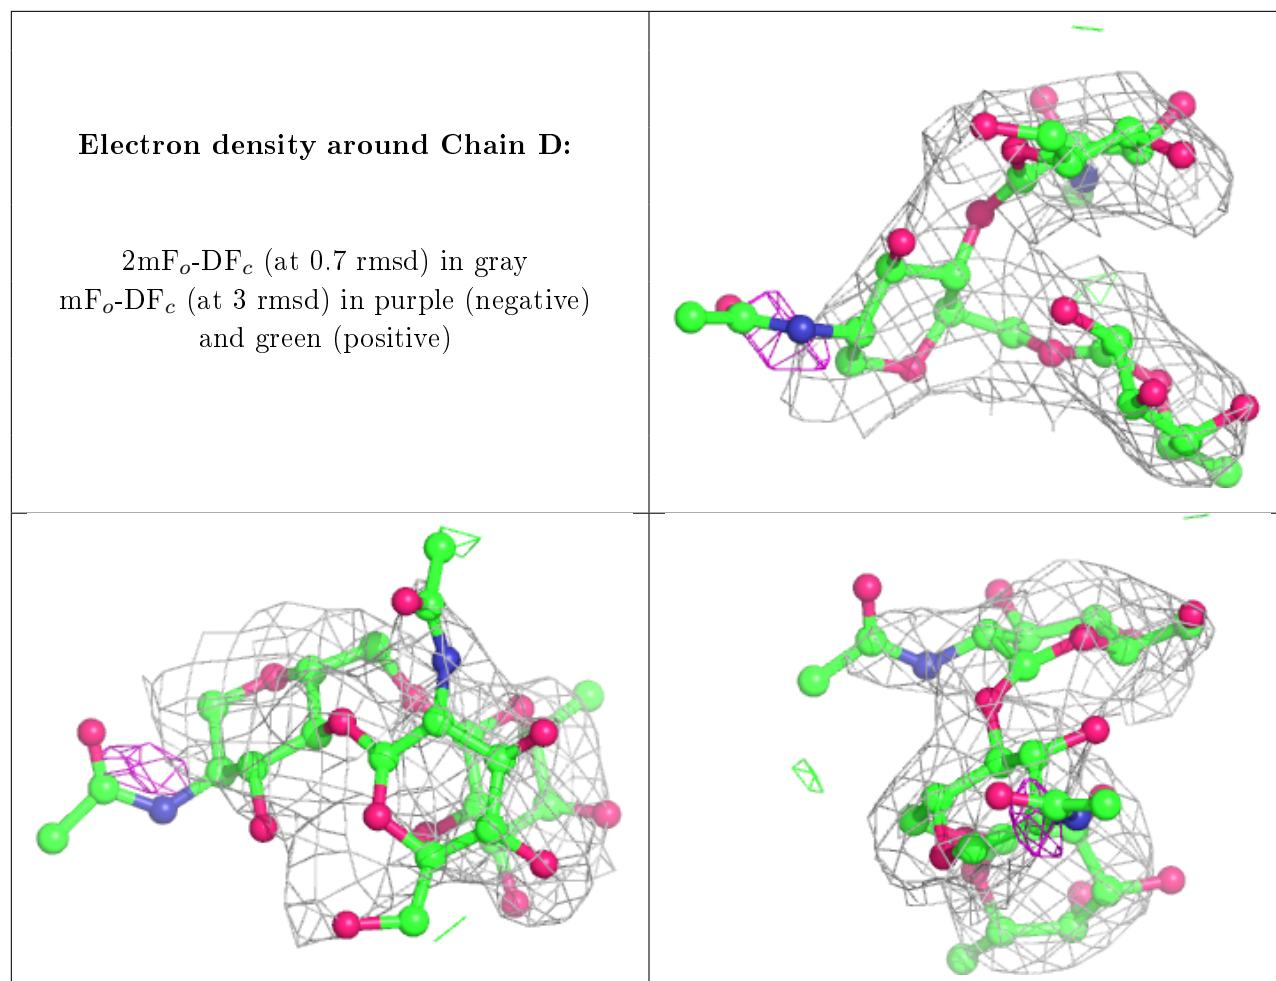 Electron density around Chain D:
2mFo-DFc (at 0.7 rmsd) in gray
mFo-DFc (at 3 rmsd) in purple (negative)
and green (positive)